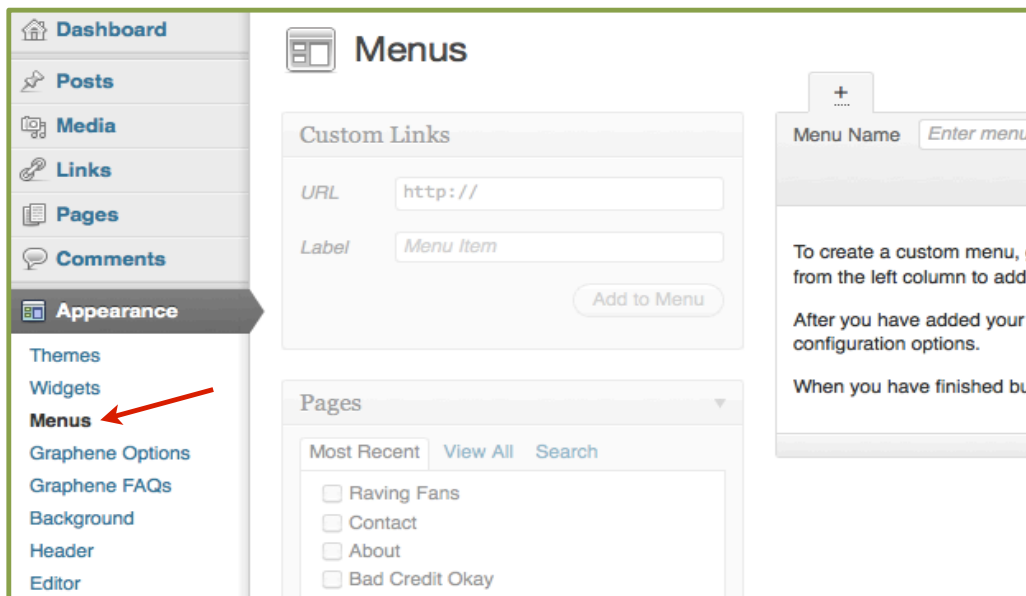 Dashboard
Posts
Media
Links
Pages
Comments
Appearance
Themes
Widgets
Menus
Graphene Options
Graphene FAQs
Background
Header
Editor
Menus
Custom Links
URL http://
Label Menu Item
Add to Menu
Pages
Most Recent View All Search
Raving Fans
Contact
About
Bad Credit Okay
+
Menu Name Enter menu
To create a custom menu,
from the left column to add
After you have added your
configuration options.
When you have finished